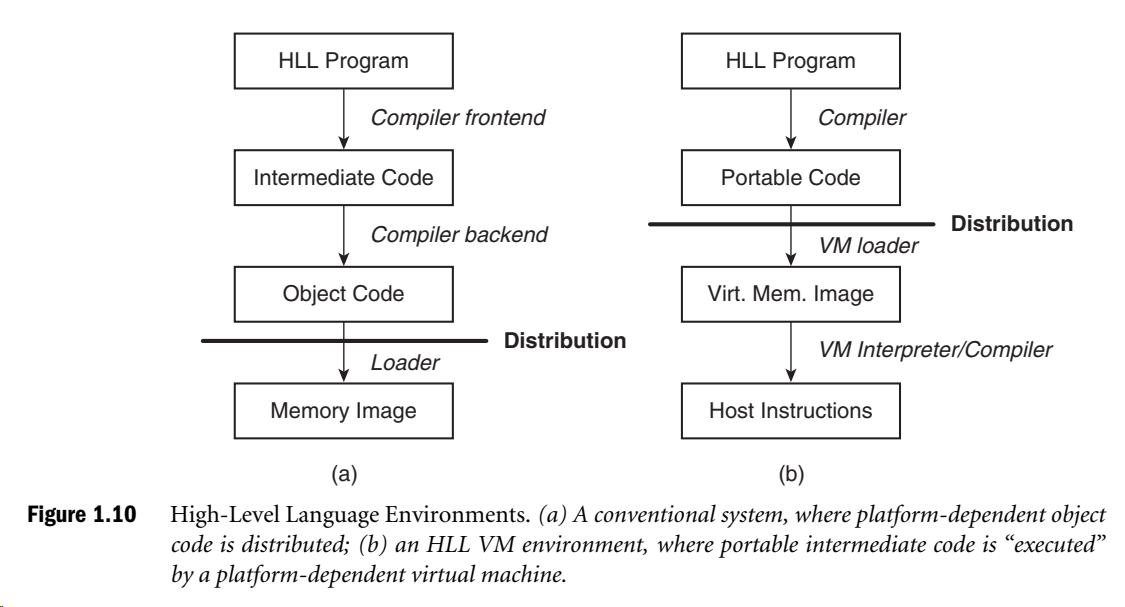 HLL Program
Compiler frontend
Intermediate Code
Compiler backend
Object Code
Distribution
Loader
Memory Image
(a)
HLL Program
Compiler
Portable Code
Distribution
VM loader
Virt. Mem. Image
VM Interpreter/Compiler
Host Instructions
(b)
Figure 1.10 High-Level Language Environments. (a) A conventional system, where platform-dependent object
code is distributed; (b) an HLL VM environment, where portable intermediate code is “executed”
by a platform-dependent virtual machine.